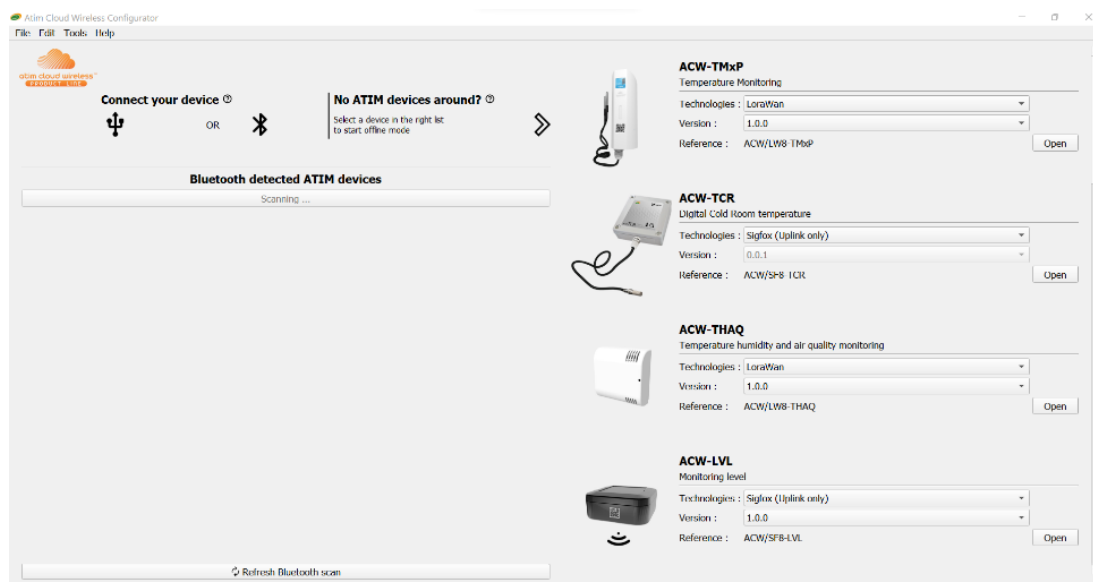 Atim Cloud Wireless Configurator
File Edit Tools Help
atim cloud wireless
PRODUCT LINE
Connect your device
OR
No ATIM devices around?
Select a device in the right list
to start offline mode
Bluetooth detected ATIM devices
Scanning ...
Refresh Bluetooth scan
ACW-TMxP
Temperature Monitoring
Technologies : LoraWan
Version : 1.0.0
Reference : ACW/LW8-TMxP
Open
ACW-TCR
Digital Cold Room temperature
Technologies : Sigfox (Uplink only)
Version : 0.0.1
Reference : ACW/SF8-TCR
Open
ACW-THAQ
Temperature humidity and air quality monitoring
Technologies : LoraWan
Version : 1.0.0
Reference : ACW/LW8-THAQ
Open
ACW-LVL
Monitoring level
Technologies : Sigfox (Uplink only)
Version : 1.0.0
Reference : ACW/SF8-LVL
Open